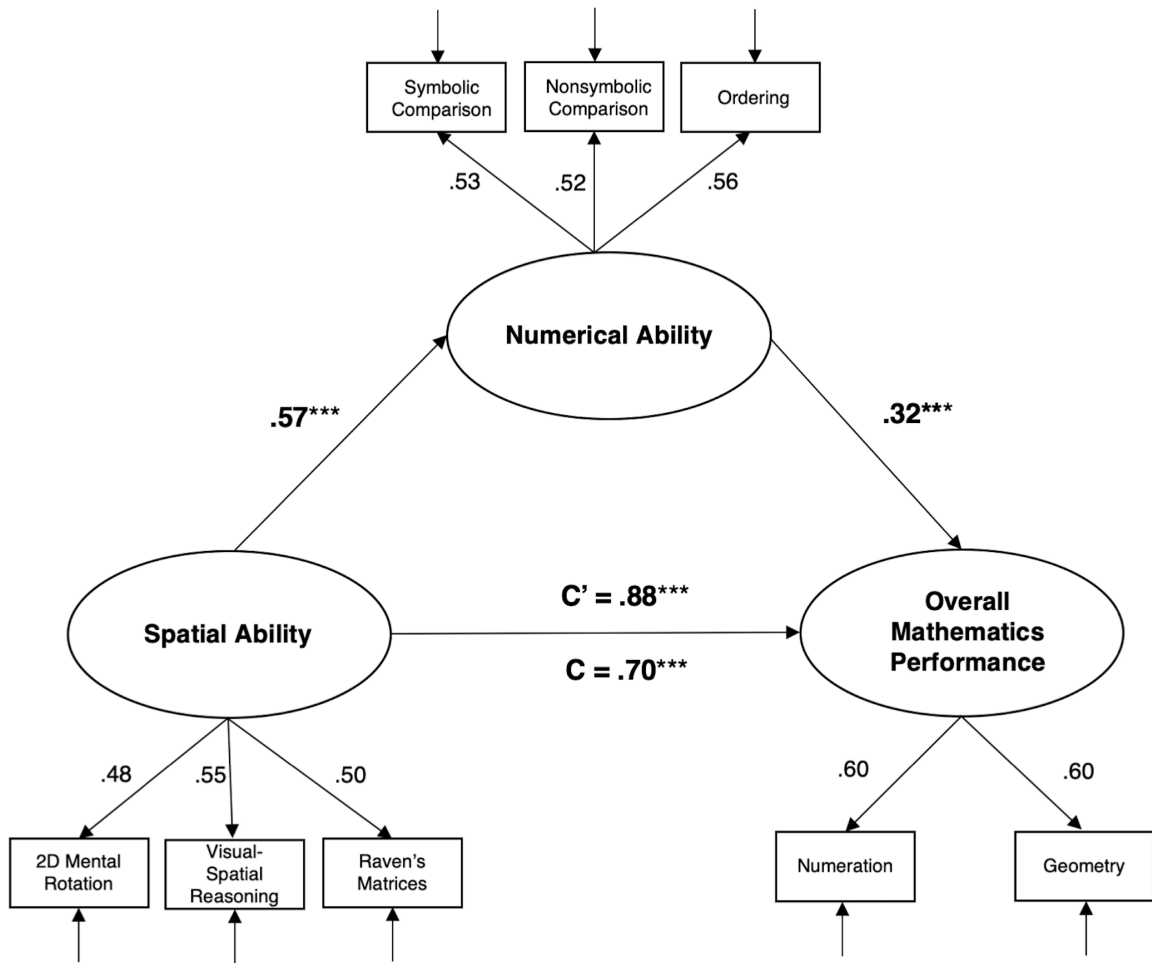 Symbolic
Comparison
Nonsymbolic
Comparison
Ordering
.53
.52
.56
Numerical Ability
.57***
.32***
C’ = .88***
C = .70***
Spatial Ability
Overall
Mathematics
Performance
.48
.55
.50
.60
.60
2D Mental
Rotation
Visual-
Spatial
Reasoning
Raven’s
Matrices
Numeration
Geometry